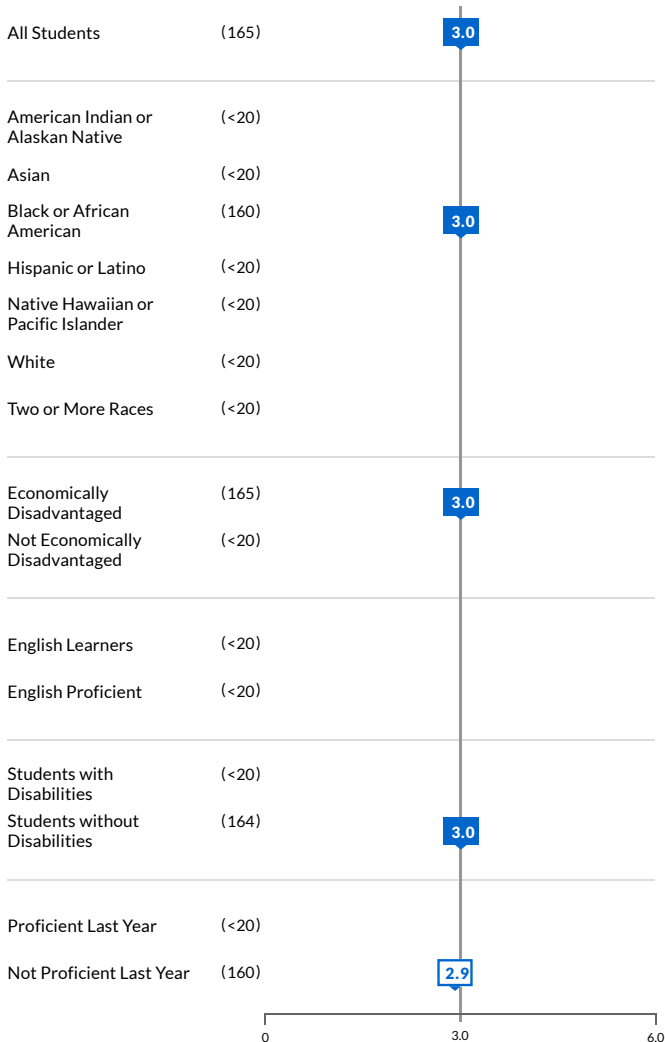 All Students (165) 3.0
American Indian or (<20)
Alaskan Native
Asian (<20)
Black or African (160) 3.0
American
Hispanic or Latino (<20)
Native Hawaiian or (<20)
Pacific Islander
White (<20)
Two or More Races (<20)
Economically (165) 3.0
Disadvantaged
Not Economically (<20)
Disadvantaged
English Learners (<20)
English Proficient (<20)
Students with (<20)
Disabilities
Students without (164) 3.0
Disabilities
Proficient Last Year (<20)
Not Proficient Last Year (160) 2.9
0 3.0 6.0